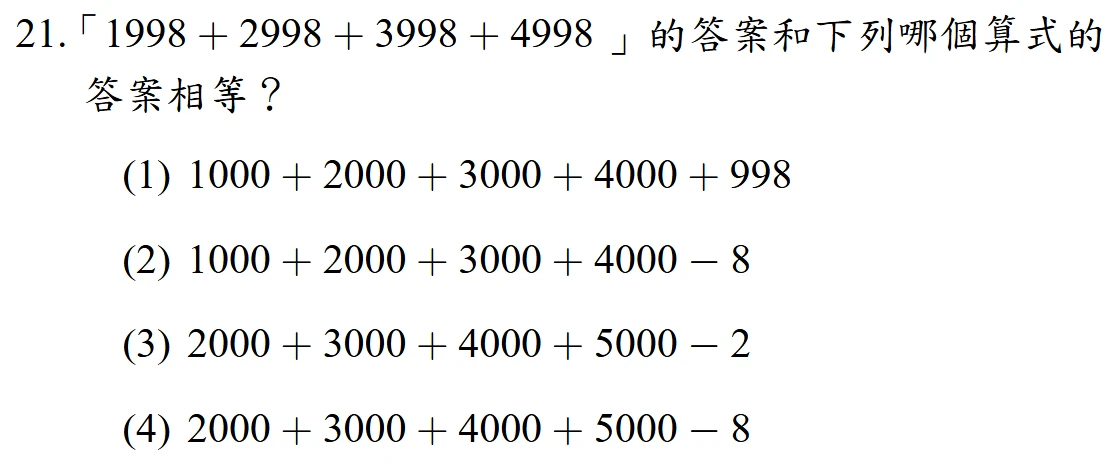 21.「1998 + 2998 + 3998 + 4998 」的答案和下列哪個算式的
答案相等？
(1) 1000 + 2000 + 3000 + 4000 + 998
(2) 1000 + 2000 + 3000 + 4000 − 8
(3) 2000 + 3000 + 4000 + 5000 − 2
(4) 2000 + 3000 + 4000 + 5000 − 8